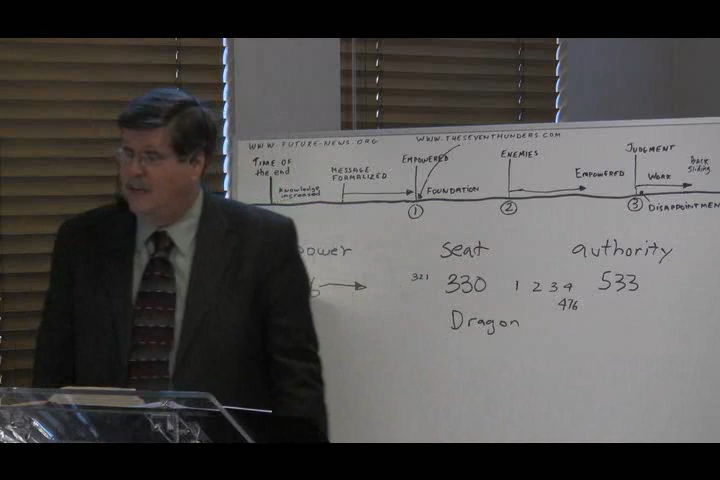 WWW.FUTURE-NEWS.ORG WWW.THESEVENTHUNDERS.COM
TIME OF the end
Knowledge increased
MESSAGE FORMALIZED
EMPOWERED
FOUNDATION
ENEMIES
EMPOWERED
JUDGMENT
WORK
Back Sliding
DISAPPOINTMENT
1 2 3
power seat authority
321 330 1 2 3 4 533
476
Dragon